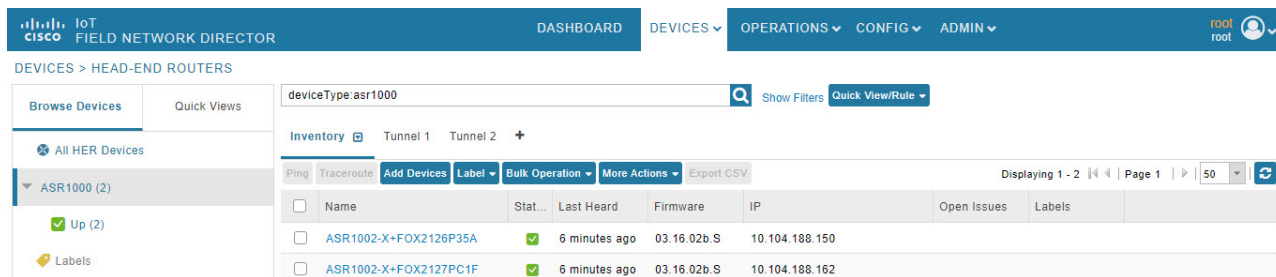 IoT
CISCO FIELD NETWORK DIRECTOR
DASHBOARD DEVICES OPERATIONS CONFIG ADMIN
root
root
DEVICES > HEAD-END ROUTERS
Browse Devices Quick Views
deviceType:asr1000 Show Filters Quick View/Rule
All HER Devices
Inventory Tunnel 1 Tunnel 2 +
ASR1000 (2)
Ping Traceroute Add Devices Label Bulk Operation More Actions Export CSV Displaying 1 - 2 Page 1 50
Name Stat... Last Heard Firmware IP Open Issues Labels
Up (2)
ASR1002-X+FOX2126P35A 6 minutes ago 03.16.02b.S 10.104.188.150
Labels
ASR1002-X+FOX2127PC1F 6 minutes ago 03.16.02b.S 10.104.188.162